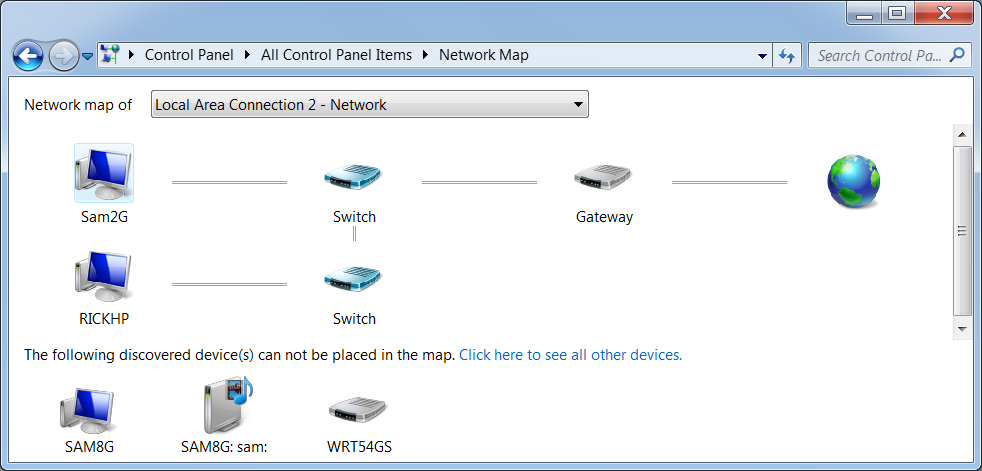 Control Panel All Control Panel Items Network Map
Search Control Pa...
Network map of Local Area Connection 2 - Network
Sam2G Switch Gateway
RICKHP Switch
The following discovered device(s) can not be placed in the map. Click here to see all other devices.
SAM8G SAM8G: sam: WRT54GS